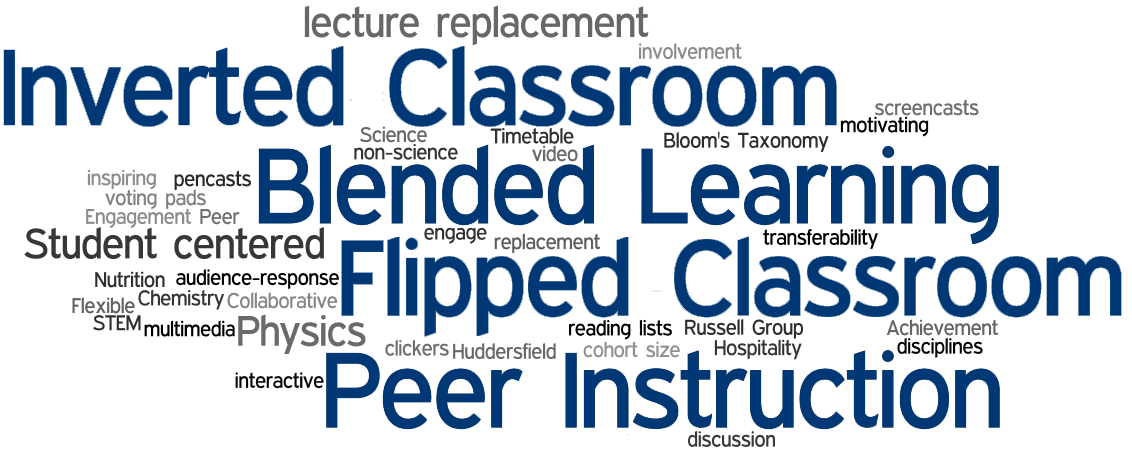 lecture replacement
involvement
Inverted Classroom
screencasts
motivating
Science
Timetable
Bloom's Taxonomy
non-science
video
Blended Learning
inspiring
pencasts
voting pads
Engagement
Peer
Student centered
engage
replacement
transferability
Flipped Classroom
Nutrition
audience-response
Flexible
Chemistry
Collaborative
STEM
multimedia
Physics
reading lists
Russell Group
Achievement
clickers
Huddersfield
cohort size
Hospitality
disciplines
interactive
Peer Instruction
discussion